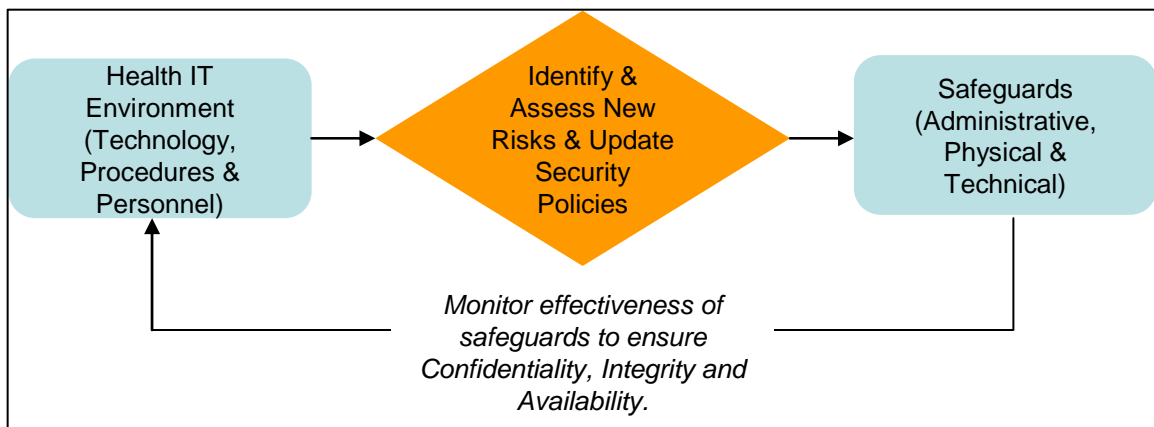 Health IT
Environment
(Technology,
Procedures &
Personnel)
Identify &
Assess New
Risks & Update
Security
Policies
Safeguards
(Administrative,
Physical &
Technical)
Monitor effectiveness of
safeguards to ensure
Confidentiality, Integrity and
Availability.